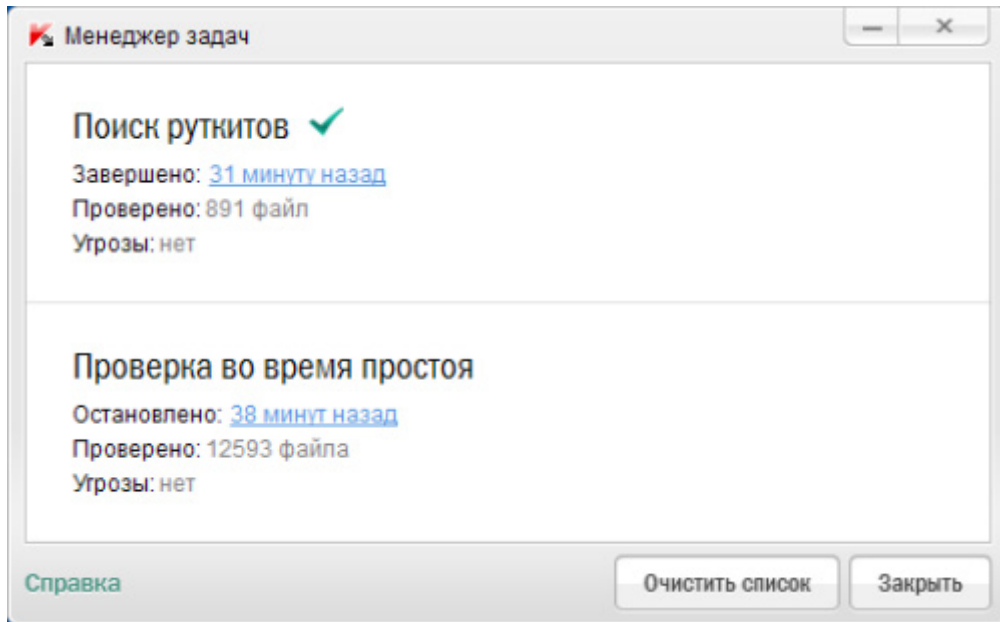 Менеджер задач
Поиск руткитов
Завершено: 31 минуту назад
Проверено: 891 файл
Угрозы: нет
Проверка во время простоя
Остановлено: 38 минут назад
Проверено: 12593 файла
Угрозы: нет
Справка
Очистить список
Закрыть